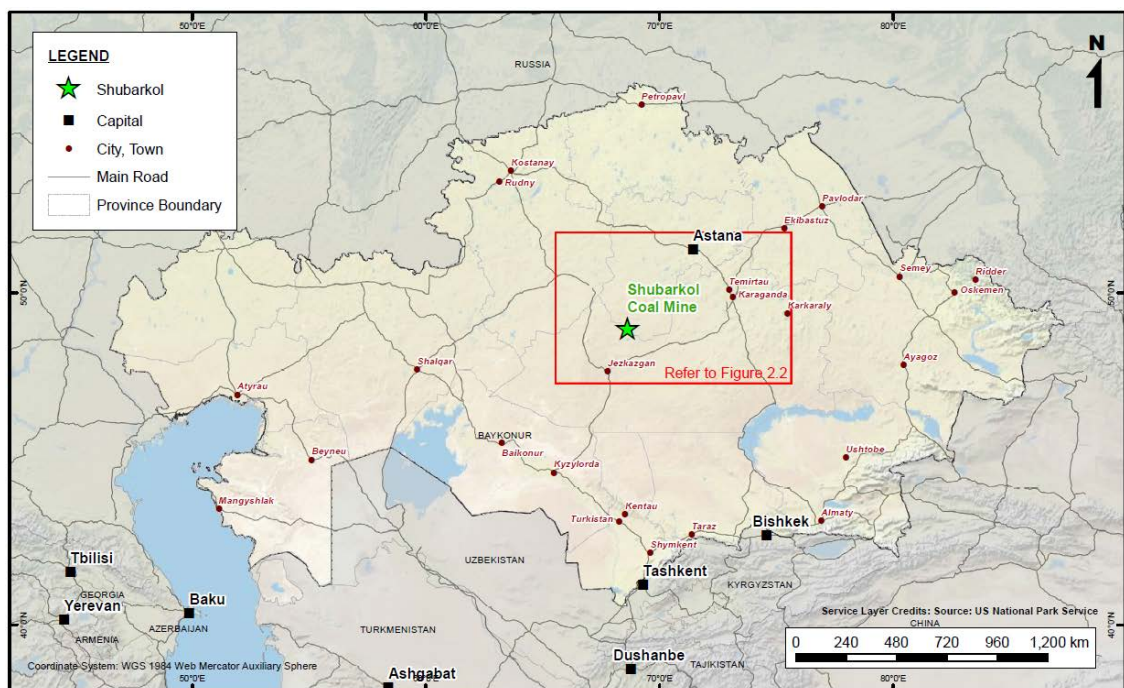 50°0'E
60°0'E
70°0'E
80°0'E
LEGEND
Shubarkol
Capital
City, Town
Main Road
Province Boundary
N
RUSSIA
Petropavl
Kostanay
Rudny
Pavlodar
Ekibastuz
Astana
Semey
Ridder
Oskemen
50°0'N
50°0'N
Temirtau
Karaganda
Shubarkol
Coal Mine
Karkaraly
Jezkazgan
Refer to Figure 2.2
Shalqar
Ayagoz
Atyrau
BAYKONUR
Baikonur
Beyneu
Kyzylorda
Ushtobe
Mangyshlak
Kentau
Turkistan
Taraz
Bishkek
Almaty
Shymkent
Tbilisi
GEORGIA
UZBEKISTAN
Tashkent
KYRGYZSTAN
Yerevan
ARMENIA
Baku
AZERBAIJAN
TURKMENISTAN
40°0'N
40°0'N
Service Layer Credits: Source: US National Park Service
CHINA
0 240 480 720 960 1,200 km
Coordinate System: WGS 1984 Web Mercator Auxiliary Sphere
Ashgabat
Dushanbe
TAJIKISTAN
50°0'E
60°0'E
70°0'E
80°0'E